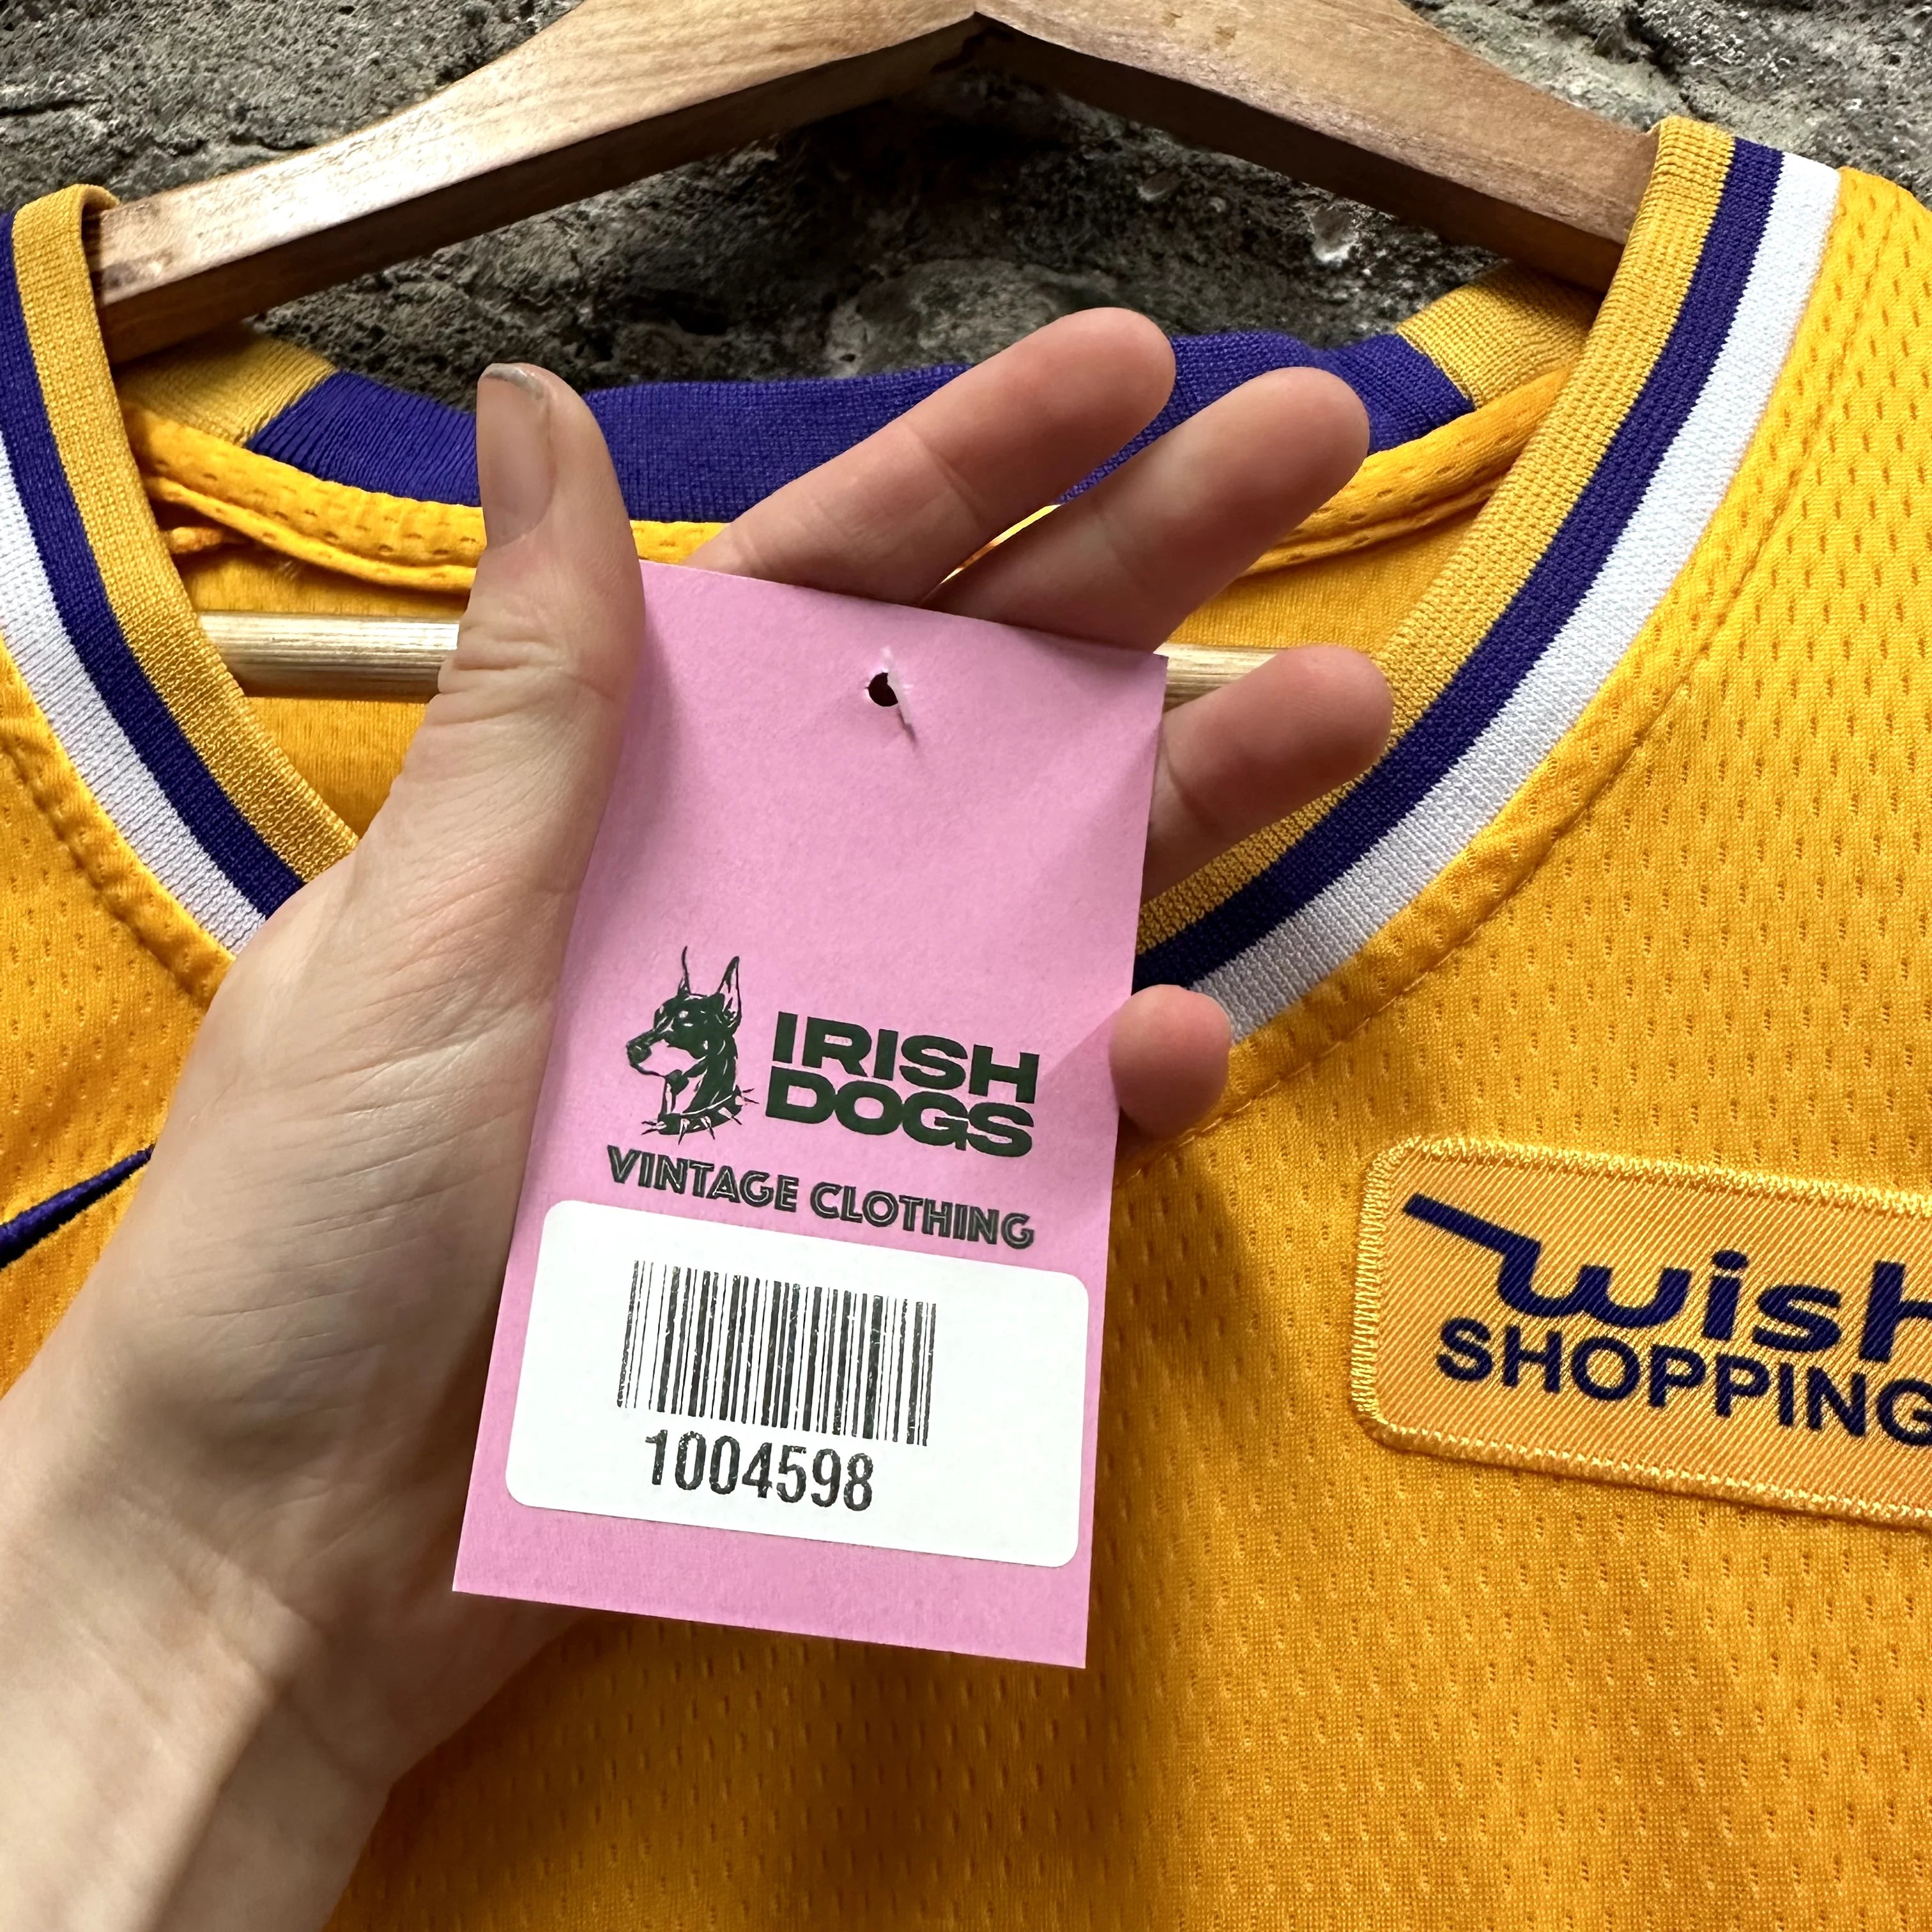 IRISH
DOGS
VINTAGE CLOTHING
1004598
wish
SHOPPING